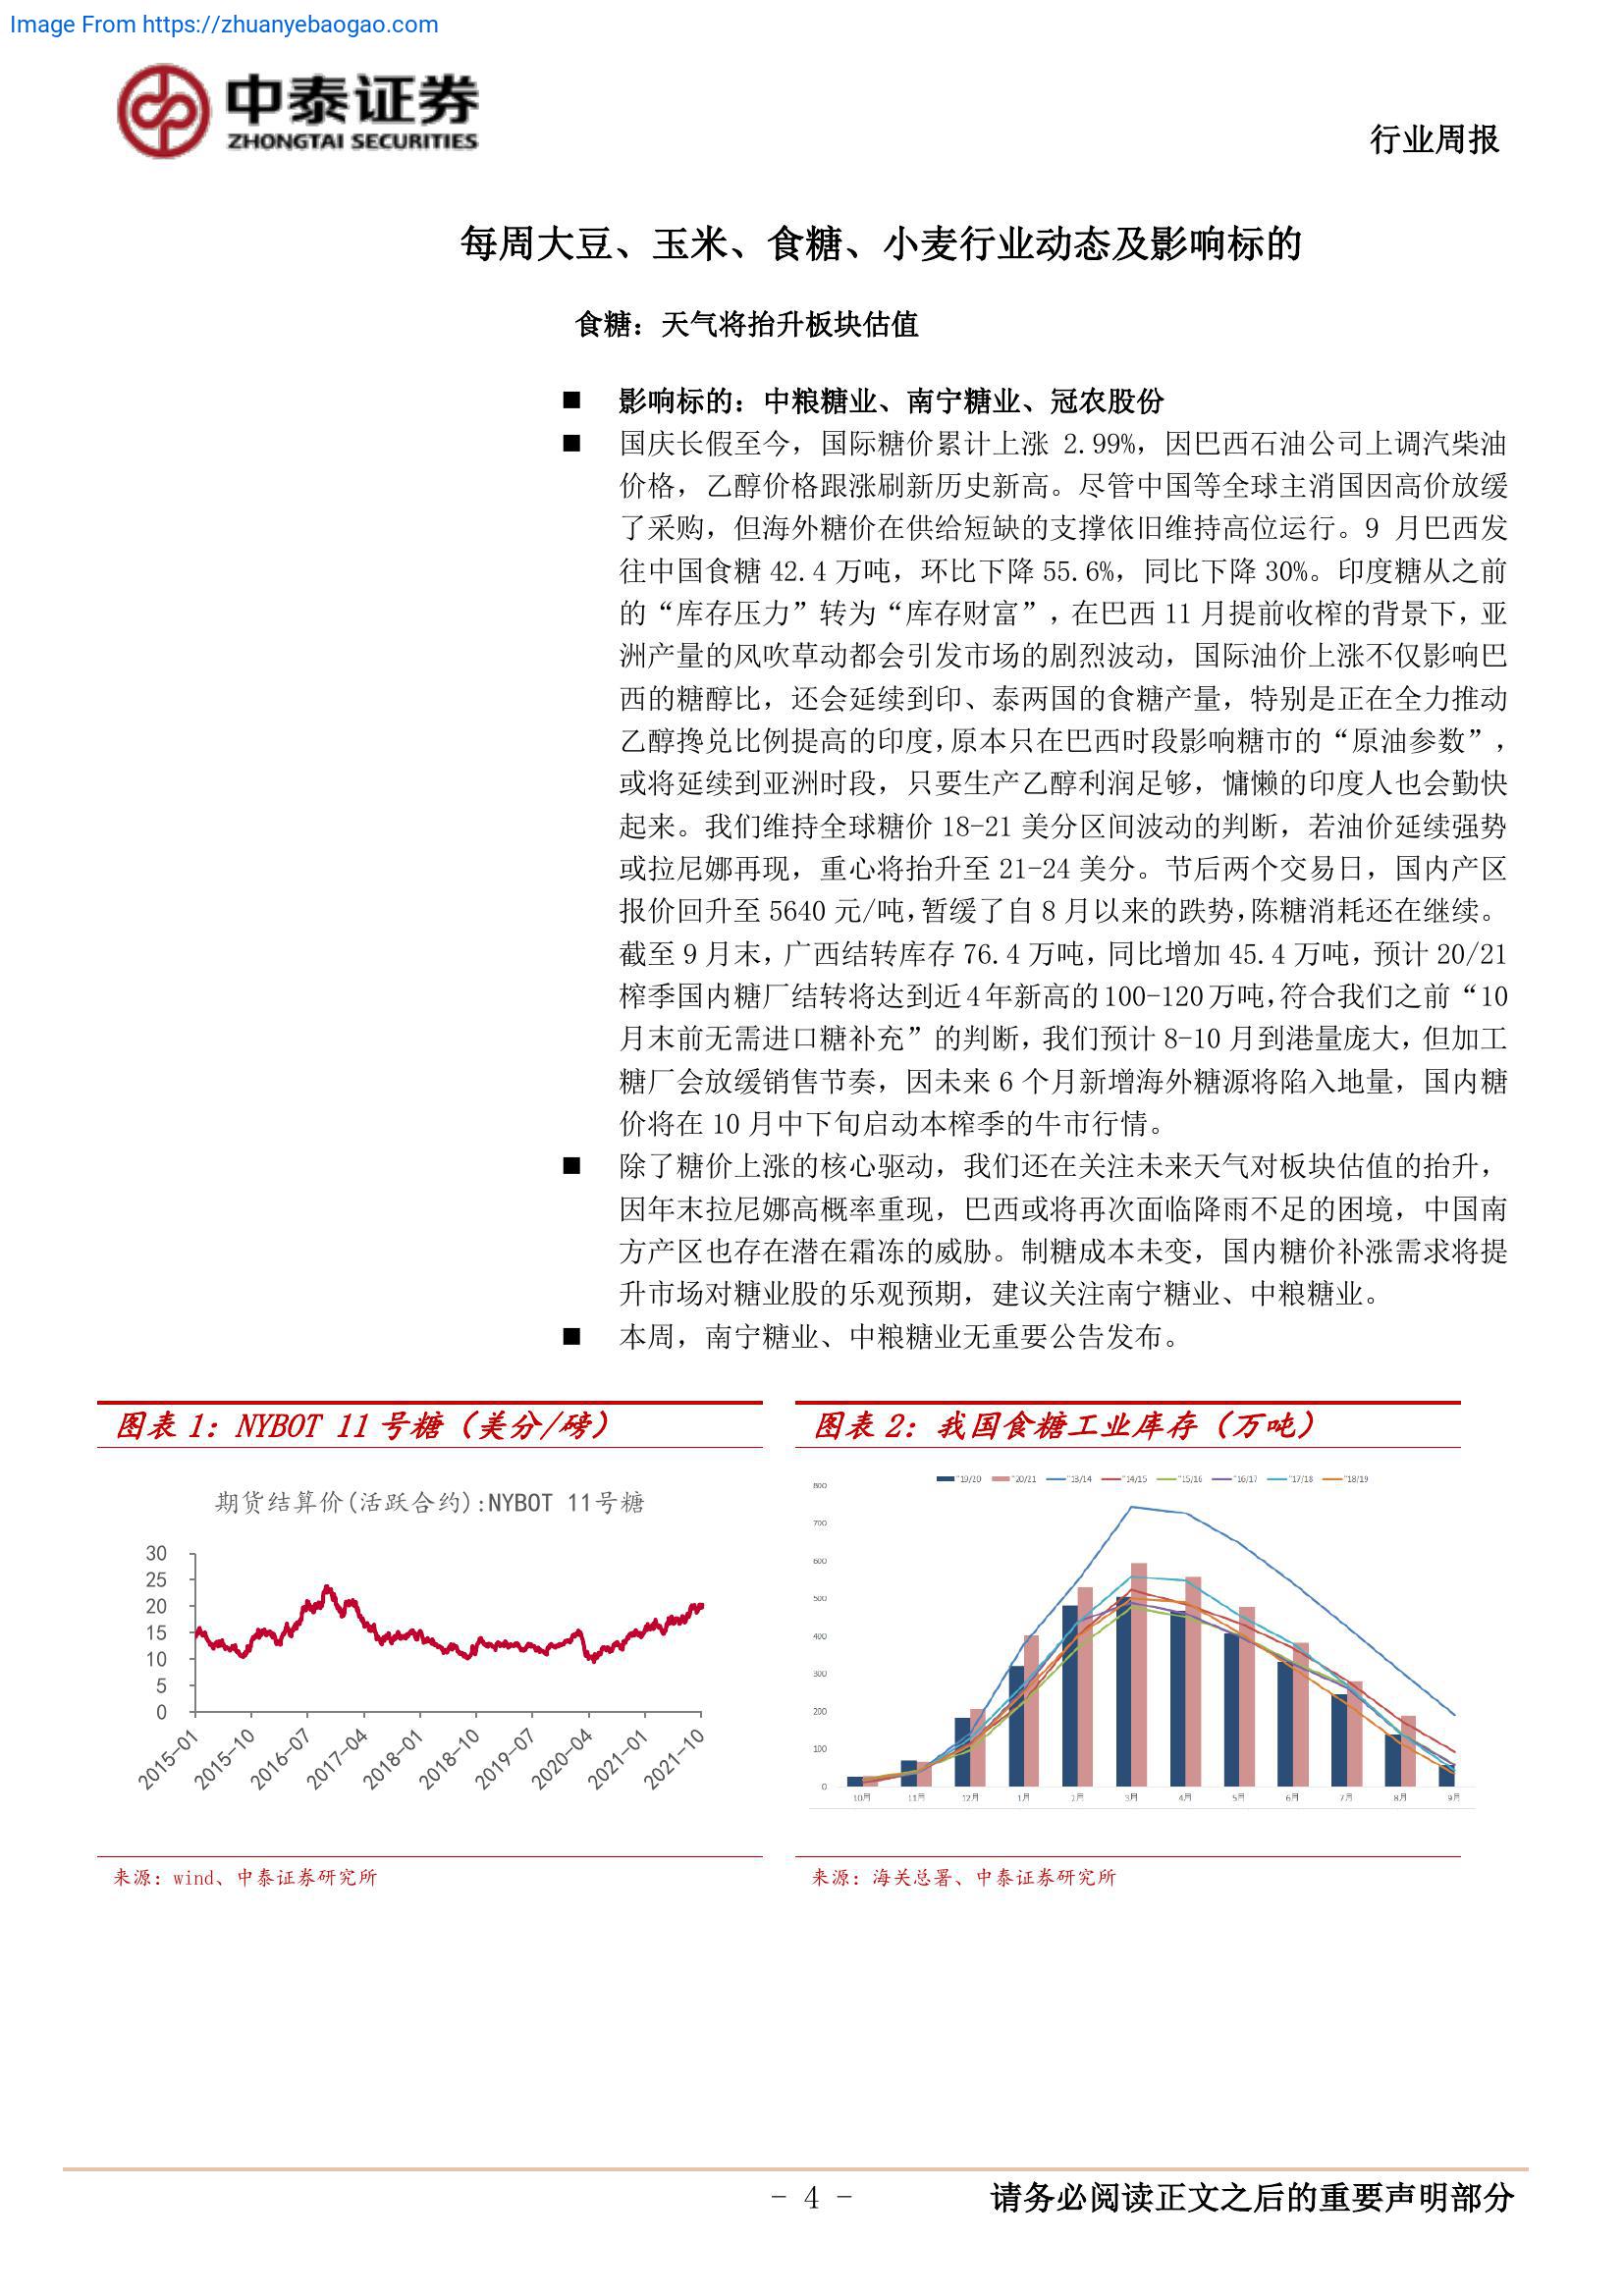 Image From https://zhuanyebaogao.com
中泰证券
ZHONGTAI SECURITIES
行业周报
每周大豆、玉米、食糖、小麦行业动态及影响标的
食糖：天气将抬升板块估值
■ 影响标的：中粮糖业、南宁糖业、冠农股份
■ 国庆长假至今，国际糖价累计上涨 2.99%，因巴西石油公司上调汽柴油
价格，乙醇价格跟涨刷新历史新高。尽管中国等全球主消国因高价放缓
了采购，但海外糖价在供给短缺的支撑依旧维持高位运行。9 月巴西发
往中国食糖 42.4 万吨，环比下降 55.6%，同比下降 30%。印度糖从之前
的“库存压力”转为“库存财富”，在巴西 11 月提前收榨的背景下，亚
洲产量的风吹草动都会引发市场的剧烈波动，国际油价上涨不仅影响巴
西的糖醇比，还会延续到印、泰两国的食糖产量，特别是正在全力推动
乙醇搀兑比例提高的印度，原本只在巴西时段影响糖市的“原油参数”，
或将延续到亚洲时段，只要生产乙醇利润足够，慵懒的印度人也会勤快
起来。我们维持全球糖价 18-21 美分区间波动的判断，若油价延续强势
或拉尼娜再现，重心将抬升至 21-24 美分。节后两个交易日，国内产区
报价回升至 5640 元/吨，暂缓了自 8 月以来的跌势，陈糖消耗还在继续。
截至 9 月末，广西结转库存 76.4 万吨，同比增加 45.4 万吨，预计 20/21
榨季国内糖厂结转将达到近 4 年新高的 100-120 万吨，符合我们之前“10
月末前无需进口糖补充”的判断，我们预计 8-10 月到港量庞大，但加工
糖厂会放缓销售节奏，因未来 6 个月新增海外糖源将陷入地量，国内糖
价将在 10 月中下旬启动本榨季的牛市行情。
■ 除了糖价上涨的核心驱动，我们还在关注未来天气对板块估值的抬升，
因年末拉尼娜高概率重现，巴西或将再次面临降雨不足的困境，中国南
方产区也存在潜在霜冻的威胁。制糖成本未变，国内糖价补涨需求将提
升市场对糖业股的乐观预期，建议关注南宁糖业、中粮糖业。
■ 本周，南宁糖业、中粮糖业无重要公告发布。
图表 1：NYBOT 11 号糖（美分/磅）
期货结算价(活跃合约):NYBOT 11号糖
30
25
20
15
10
5
0
2015-01 2015-10 2016-07 2017-04 2018-01 2018-10 2019-07 2020-04 2021-01 2021-10
来源：wind、中泰证券研究所
图表 2：我国食糖工业库存（万吨）
"19/20 "20/21 "13/14 "14/15 "15/16 "16/17 "17/18 "18/19
800
700
600
500
400
300
200
100
0
10月 11月 12月 1月 2月 3月 4月 5月 6月 7月 8月 9月
来源：海关总署、中泰证券研究所
- 4 -
请务必阅读正文之后的重要声明部分